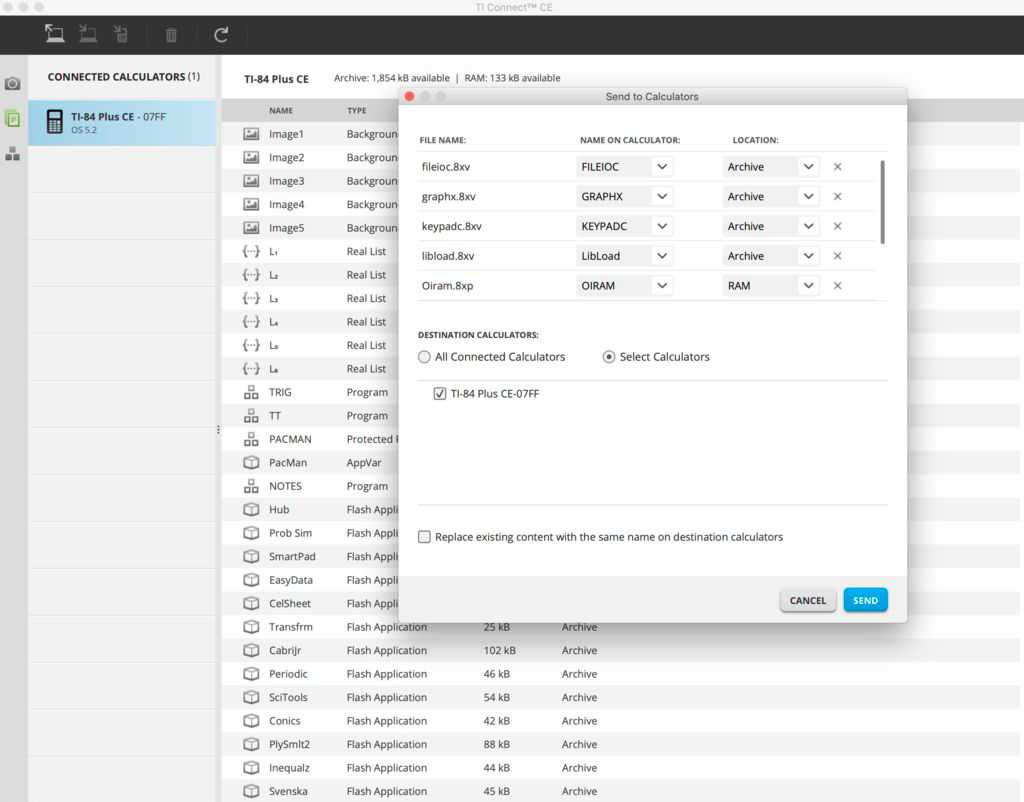 TI Connect™ CE
CONNECTED CALCULATORS (1)
TI-84 Plus CE - 07FF
OS 5.2
TI-84 Plus CE Archive: 1,854 kB available | RAM: 133 kB available
NAME TYPE
Image1 Backgroun
Image2 Backgroun
Image3 Backgroun
Image4 Backgroun
Image5 Backgroun
L₁ Real List
L₂ Real List
L₃ Real List
L₄ Real List
L₅ Real List
L₆ Real List
TRIG Program
TT Program
PACMAN Protected P
PacMan AppVar
NOTES Program
Hub Flash Appli
Prob Sim Flash Appli
SmartPad Flash Appli
EasyData Flash Appli
CelSheet Flash Appli
Transfrm Flash Application 25 kB Archive
CabriJr Flash Application 102 kB Archive
Periodic Flash Application 46 kB Archive
SciTools Flash Application 54 kB Archive
Conics Flash Application 42 kB Archive
PlySmlt2 Flash Application 88 kB Archive
Inequalz Flash Application 44 kB Archive
Svenska Flash Application 45 kB Archive
Send to Calculators
FILE NAME: NAME ON CALCULATOR: LOCATION:
fileioc.8xv FILEIOC Archive
graphx.8xv GRAPHX Archive
keypadc.8xv KEYPADC Archive
libload.8xv LibLoad Archive
Oiram.8xp OIRAM RAM
DESTINATION CALCULATORS:
All Connected Calculators Select Calculators
TI-84 Plus CE-07FF
Replace existing content with the same name on destination calculators
CANCEL SEND